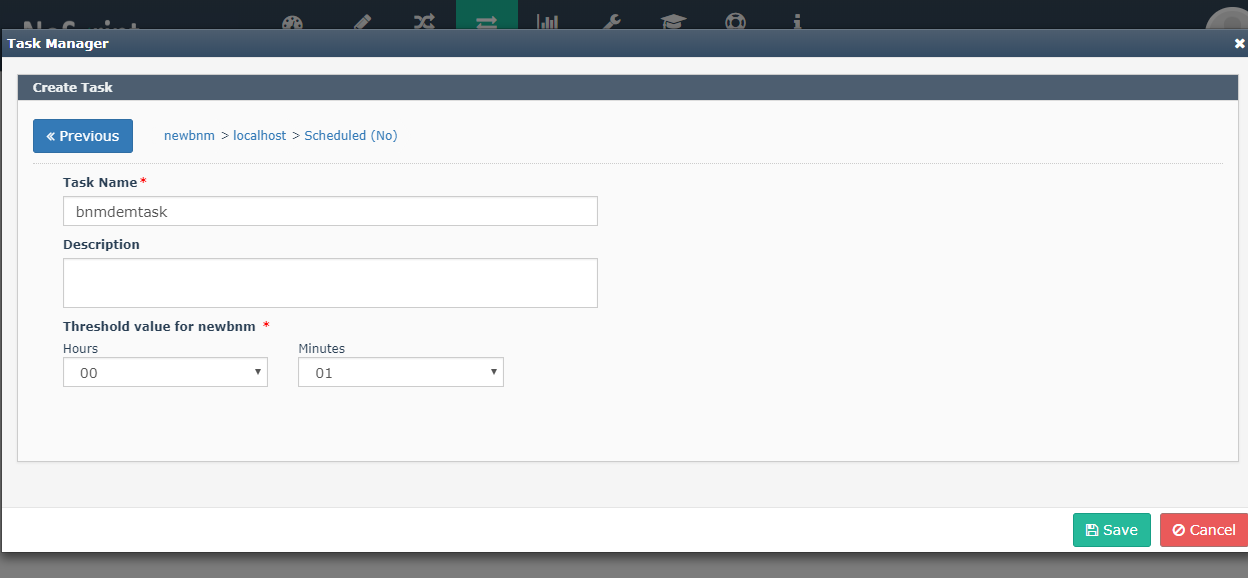 Task Manager
Create Task
« Previous
newbnm > localhost > Scheduled (No)
Task Name*
bnmdemtask
Description
Threshold value for newbnm *
Hours
Minutes
00
01
Save
Cancel